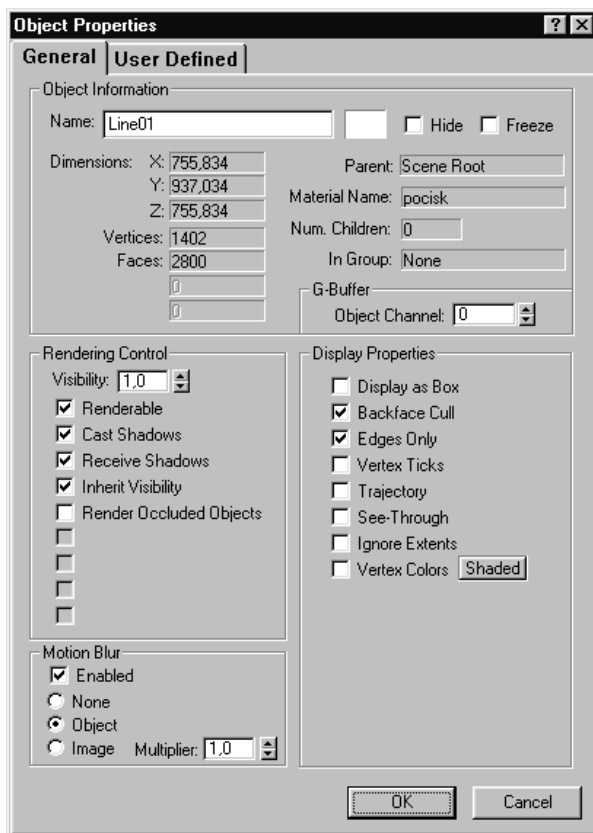 Object Properties
General User Defined
Object Information
Name: Line01 Hide Freeze
Dimensions: X: 755,834 Parent: Scene Root
Y: 937,034
Material Name: pocisk
Z: 755,834
Num. Children: 0
Vertices: 1402
Faces: 2800 In Group: None
0 G-Buffer
0 Object Channel: 0
Rendering Control
Visibility: 1,0
Renderable
Cast Shadows
Receive Shadows
Inherit Visibility
Render Occluded Objects
Display Properties
Display as Box
Backface Cull
Edges Only
Vertex Ticks
Trajectory
See-Through
Ignore Extents
Vertex Colors Shaded
Motion Blur
Enabled
None
Object
Image Multiplier: 1,0
OK Cancel